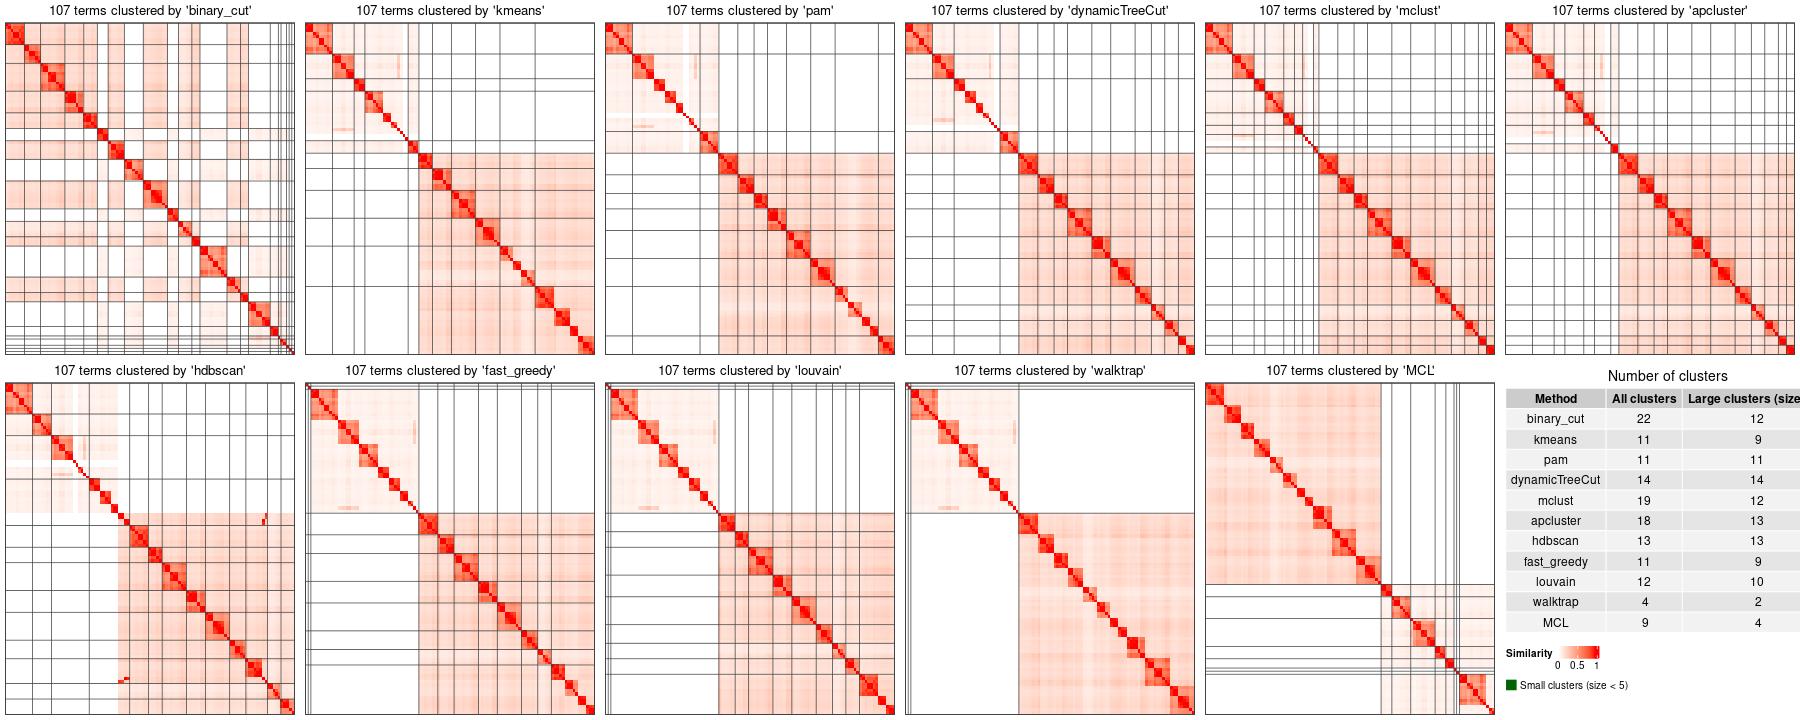 107 terms clustered by 'binary_cut'
107 terms clustered by 'kmeans'
107 terms clustered by 'pam'
107 terms clustered by 'dynamicTreeCut'
107 terms clustered by 'mclust'
107 terms clustered by 'apcluster'
107 terms clustered by 'hdbscan'
107 terms clustered by 'fast_greedy'
107 terms clustered by 'louvain'
107 terms clustered by 'walktrap'
107 terms clustered by 'MCL'
Number of clusters
Method All clusters Large clusters (size
binary_cut 22 12
kmeans 11 9
pam 11 11
dynamicTreeCut 14 14
mclust 19 12
apcluster 18 13
hdbscan 13 13
fast_greedy 11 9
louvain 12 10
walktrap 4 2
MCL 9 4
Similarity
0 0.5 1
Small clusters (size < 5)